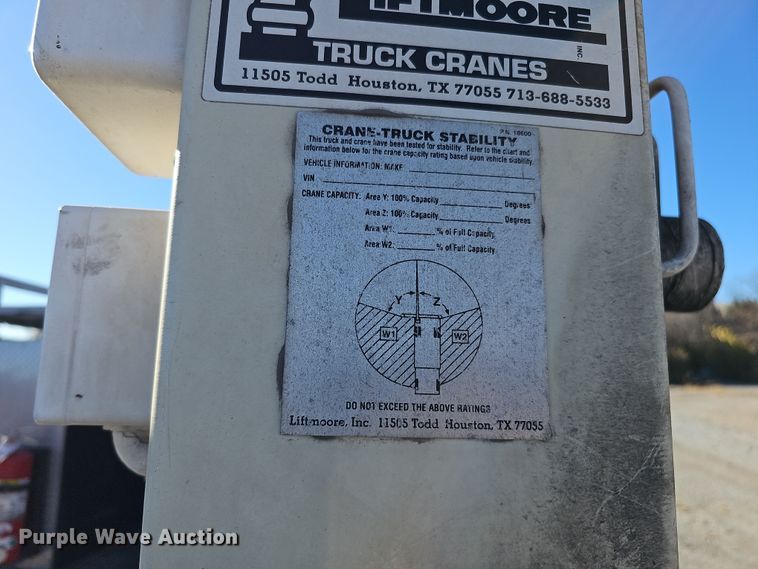 LIFTMOORE
INC.
TRUCK CRANES
11505 Todd Houston, TX 77055 713-688-5533
P.N. 18600
CRANE-TRUCK STABILITY
This truck and crane have been tested for stability. Refer to the chart and
information below for the crane capacity rating based upon vehicle stability.
VEHICLE INFORMATION: MAKE
VIN
CRANE CAPACITY: Area Y: 100% Capacity Degrees
Area Z: 100% Capacity Degrees
Area W1: % of Full Capacity
Area W2: % of Full Capacity
Y Z
W1 W2
DO NOT EXCEED THE ABOVE RATINGS
Liftmoore, Inc. 11505 Todd Houston, TX 77055
Purple Wave Auction